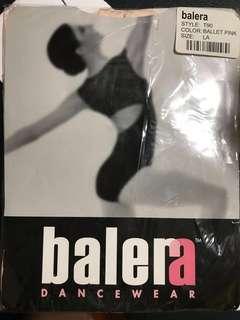 balera
STYLE: T90
COLOR: BALLET PINK
SIZE: LA
balera
DANCEWEAR